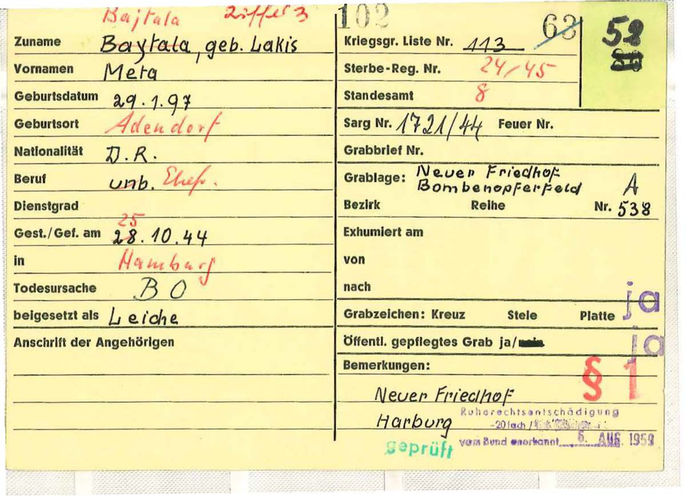 Bajtala Ziffer 3
102
63
58
Zuname Baytala, geb. Lakis
Vornamen Meta
Geburtsdatum 29.1.97
Geburtsort Adendorf
Nationalität D.R.
Beruf unb. Ehefr.
Dienstgrad
25
Gest./Gef. am 28.10.44
in Hamburg
Todesursache BO
beigesetzt als Leiche
Anschrift der Angehörigen
Kriegsgr. Liste Nr. 113
Sterbe-Reg. Nr. 24/45
Standesamt 8
Sarg Nr. 1721/44 Feuer Nr.
Grabbrief Nr.
Grablage: Neuer Friedhof
Bombenopferfeld A
Bezirk Reihe Nr. 538
Exhumiert am
von
nach
Grabzeichen: Kreuz Stele Platte ja
Öffentl. gepflegtes Grab ja/nein ja
Bemerkungen: § 1
Neuer Friedhof
Harburg
Ruherechtsentschädigung
-20fach/
vom Bund anerkannt 6. AUG. 1959
geprüft